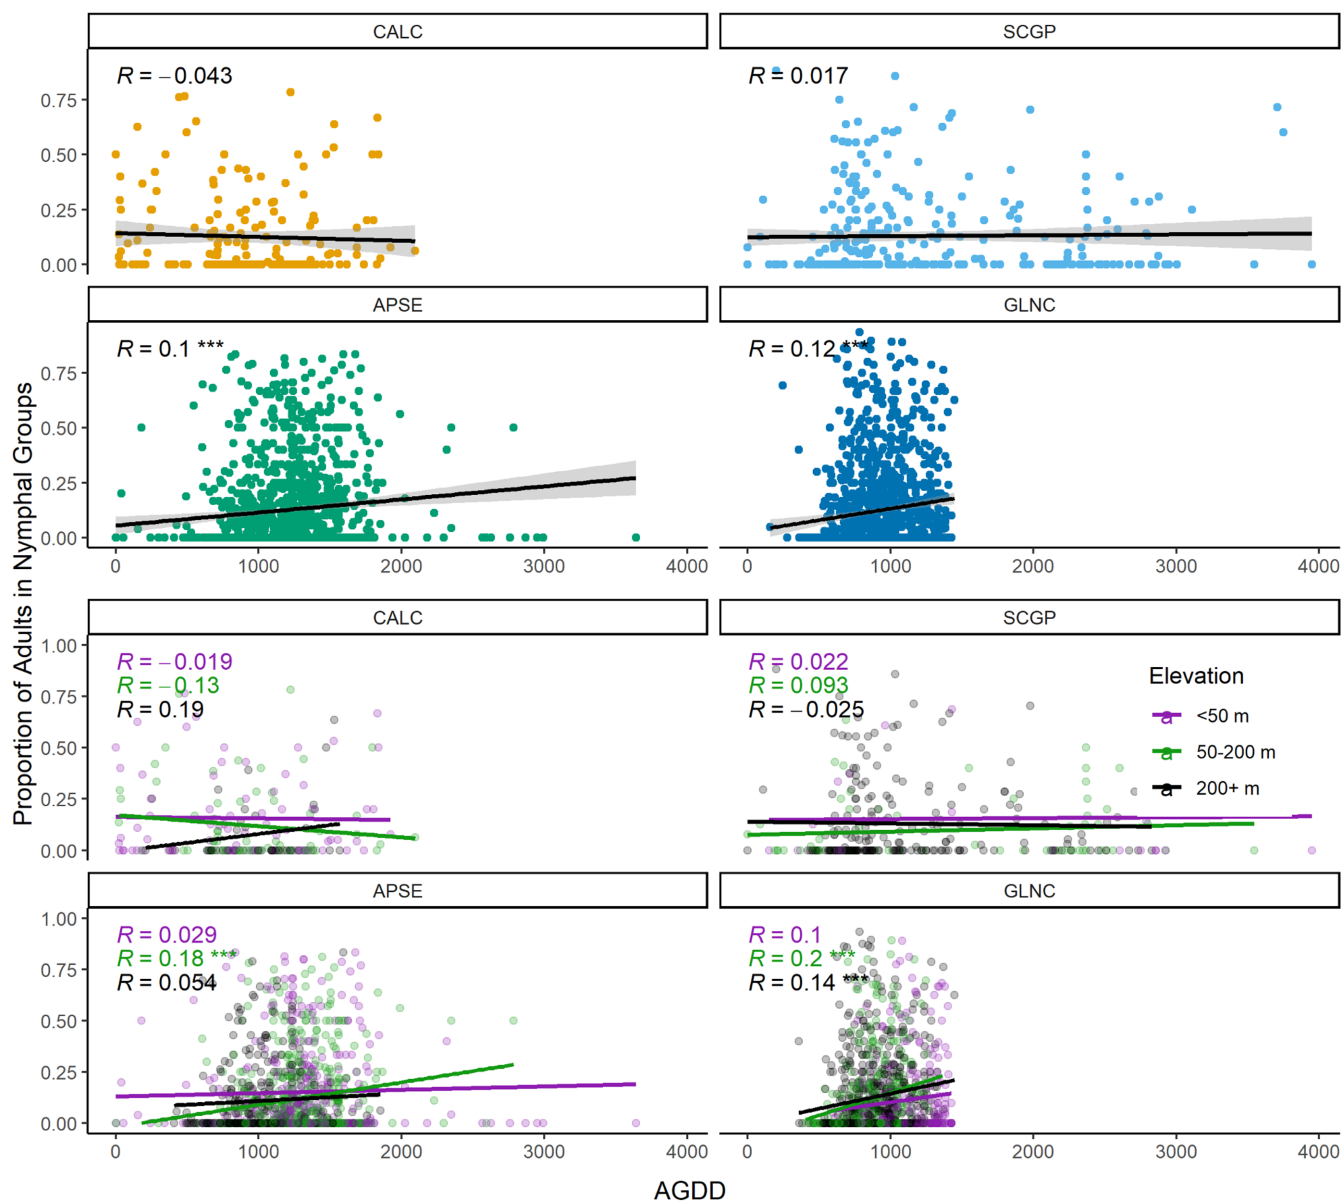 CALC
SCGP
R = −0.043
R = 0.017
0.75
0.50
0.25
0.00
APSE
GLNC
R = 0.1 ***
R = 0.12 ***
0.75
0.50
0.25
0.00
0 1000 2000 3000 4000
0 1000 2000 3000 4000
Proportion of Adults in Nymphal Groups
CALC
SCGP
1.00
0.75
0.50
0.25
0.00
R = −0.019
R = −0.13
R = 0.19
R = 0.022
R = 0.093
R = −0.025
Elevation
a <50 m
a 50-200 m
a 200+ m
APSE
GLNC
1.00
0.75
0.50
0.25
0.00
R = 0.029
R = 0.18 ***
R = 0.054
R = 0.1
R = 0.2 ***
R = 0.14 ***
0 1000 2000 3000 4000
0 1000 2000 3000 4000
AGDD